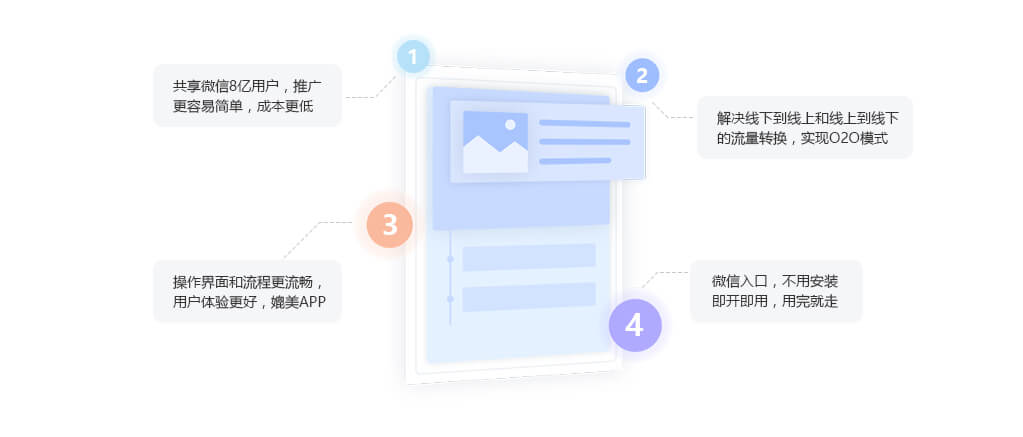 1
共享微信8亿用户，推广
更容易简单，成本更低
2
解决线下到线上和线上到线下
的流量转换，实现O2O模式
3
操作界面和流程更流畅，
用户体验更好，媲美APP
4
微信入口，不用安装
即开即用，用完就走